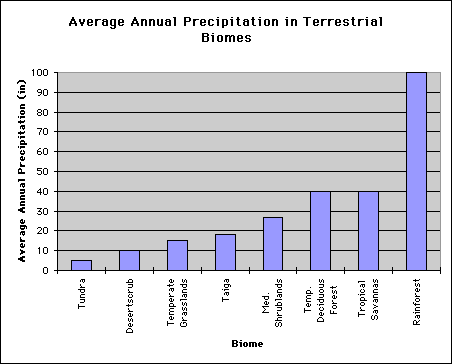 Average Annual Precipitation in Terrestrial
Biomes
Average Annual Precipitation (in)
100
90
80
70
60
50
40
30
20
10
0
Tundra
Desertscrub
Temperate
Grasslands
Taiga
Med.
Shrublands
Temp.
Deciduous
Forest
Tropical
Savannas
Rainforest
Biome